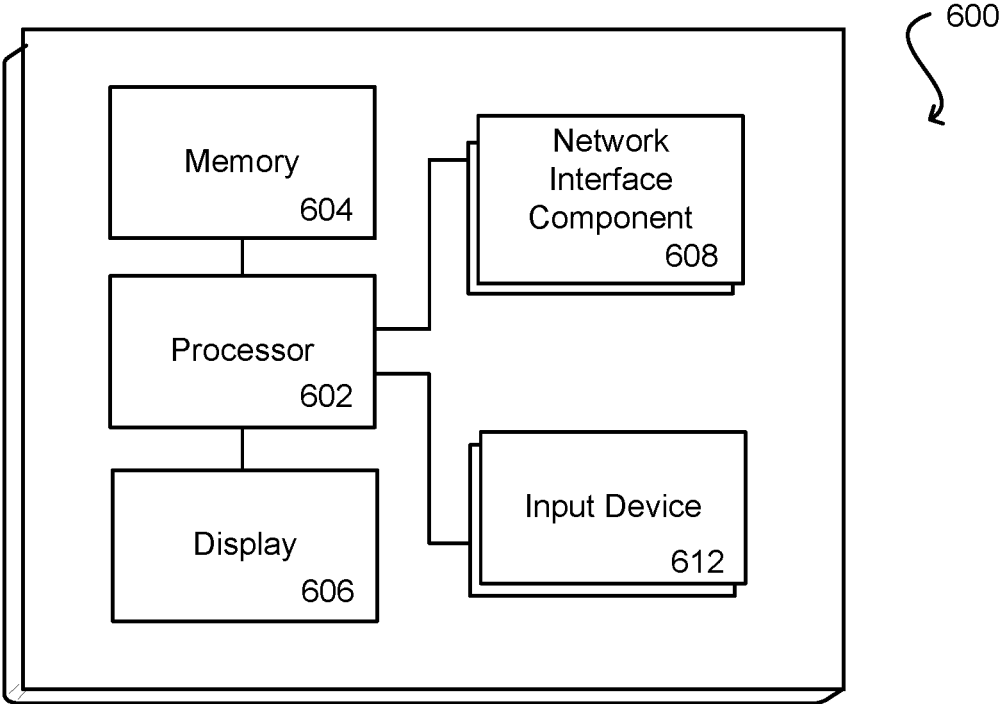 600
Memory
604
Network
Interface
Component
608
Processor
602
Input Device
612
Display
606